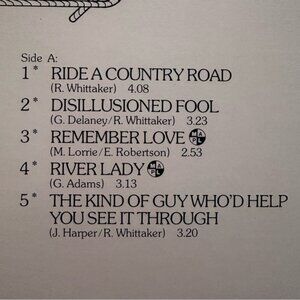 Side A:
1* RIDE A COUNTRY ROAD
(R. Whittaker) 4.08
2* DISILLUSIONED FOOL
(G. Delaney/R. Whittaker) 3.23
3* REMEMBER LOVE MAPL
(M. Lorrie/E. Robertson) 2.53
4* RIVER LADY MAPL
(G. Adams) 3.13
5* THE KIND OF GUY WHO'D HELP
YOU SEE IT THROUGH
(J. Harper/R. Whittaker) 3.20